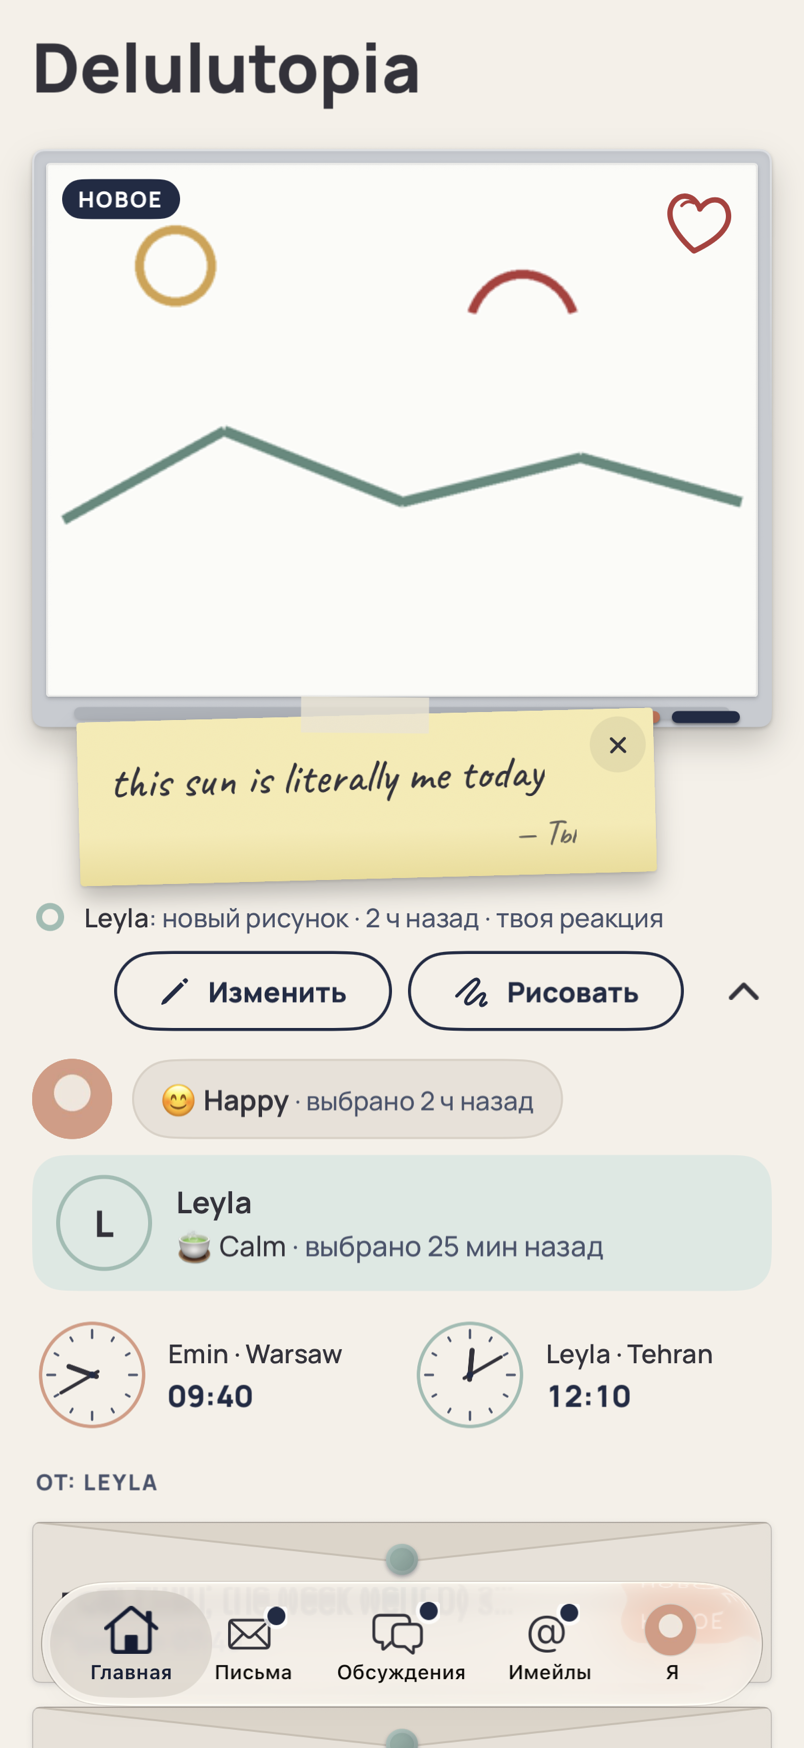 Delulutopia
НОВОЕ
this sun is literally me today
— Ты
Leyla: новый рисунок · 2 ч назад · твоя реакция
Изменить
Рисовать
😊 Happy · выбрано 2 ч назад
L
Leyla
🍵 Calm · выбрано 25 мин назад
Emin · Warsaw
09:40
Leyla · Tehran
12:10
ОТ: LEYLA
Главная
Письма
Обсуждения
@
Имейлы
Я